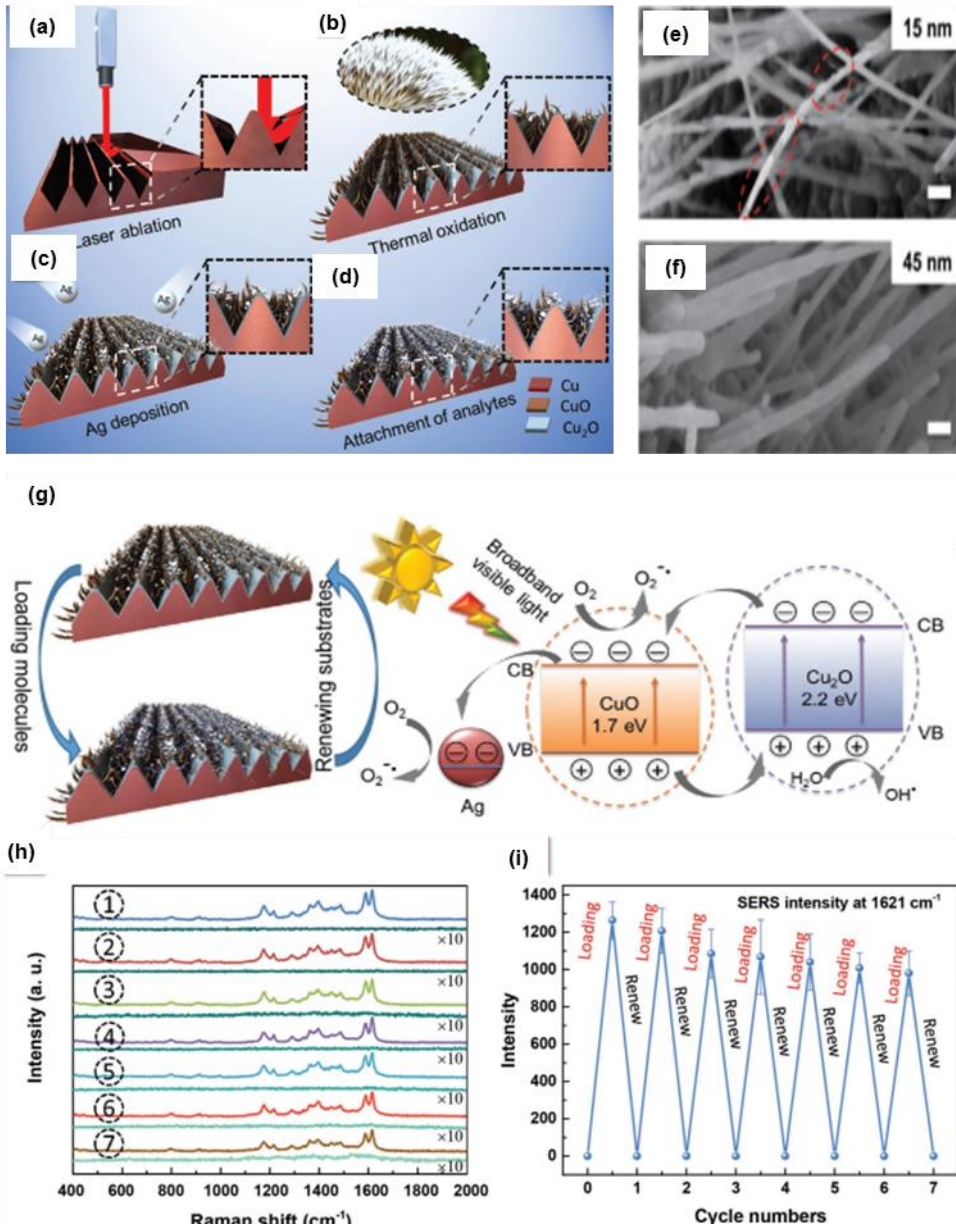 (a)
Laser ablation
(b)
Thermal oxidation
(c)
Ag
Ag
Ag
Ag deposition
(d)
Attachment of analytes
Cu
CuO
Cu₂O
(e)
15 nm
(f)
45 nm
(g)
Loading molecules
Renewing substrates
Broadband
visible light
O₂
O₂⁻•
CB
CuO
1.7 eV
VB
O₂
O₂⁻•
Ag
CB
Cu₂O
2.2 eV
VB
H₂O
OH•
(h)
Intensity (a. u.)
①
×10
②
×10
③
×10
④
×10
⑤
×10
⑥
×10
⑦
×10
400 600 800 1000 1200 1400 1600 1800 2000
Raman shift (cm⁻¹)
(i)
SERS intensity at 1621 cm⁻¹
Intensity
1400
1200
1000
800
600
400
200
0
Loading
Renew
Loading
Renew
Loading
Renew
Loading
Renew
Loading
Renew
Loading
Renew
Loading
Renew
0 1 2 3 4 5 6 7
Cycle numbers